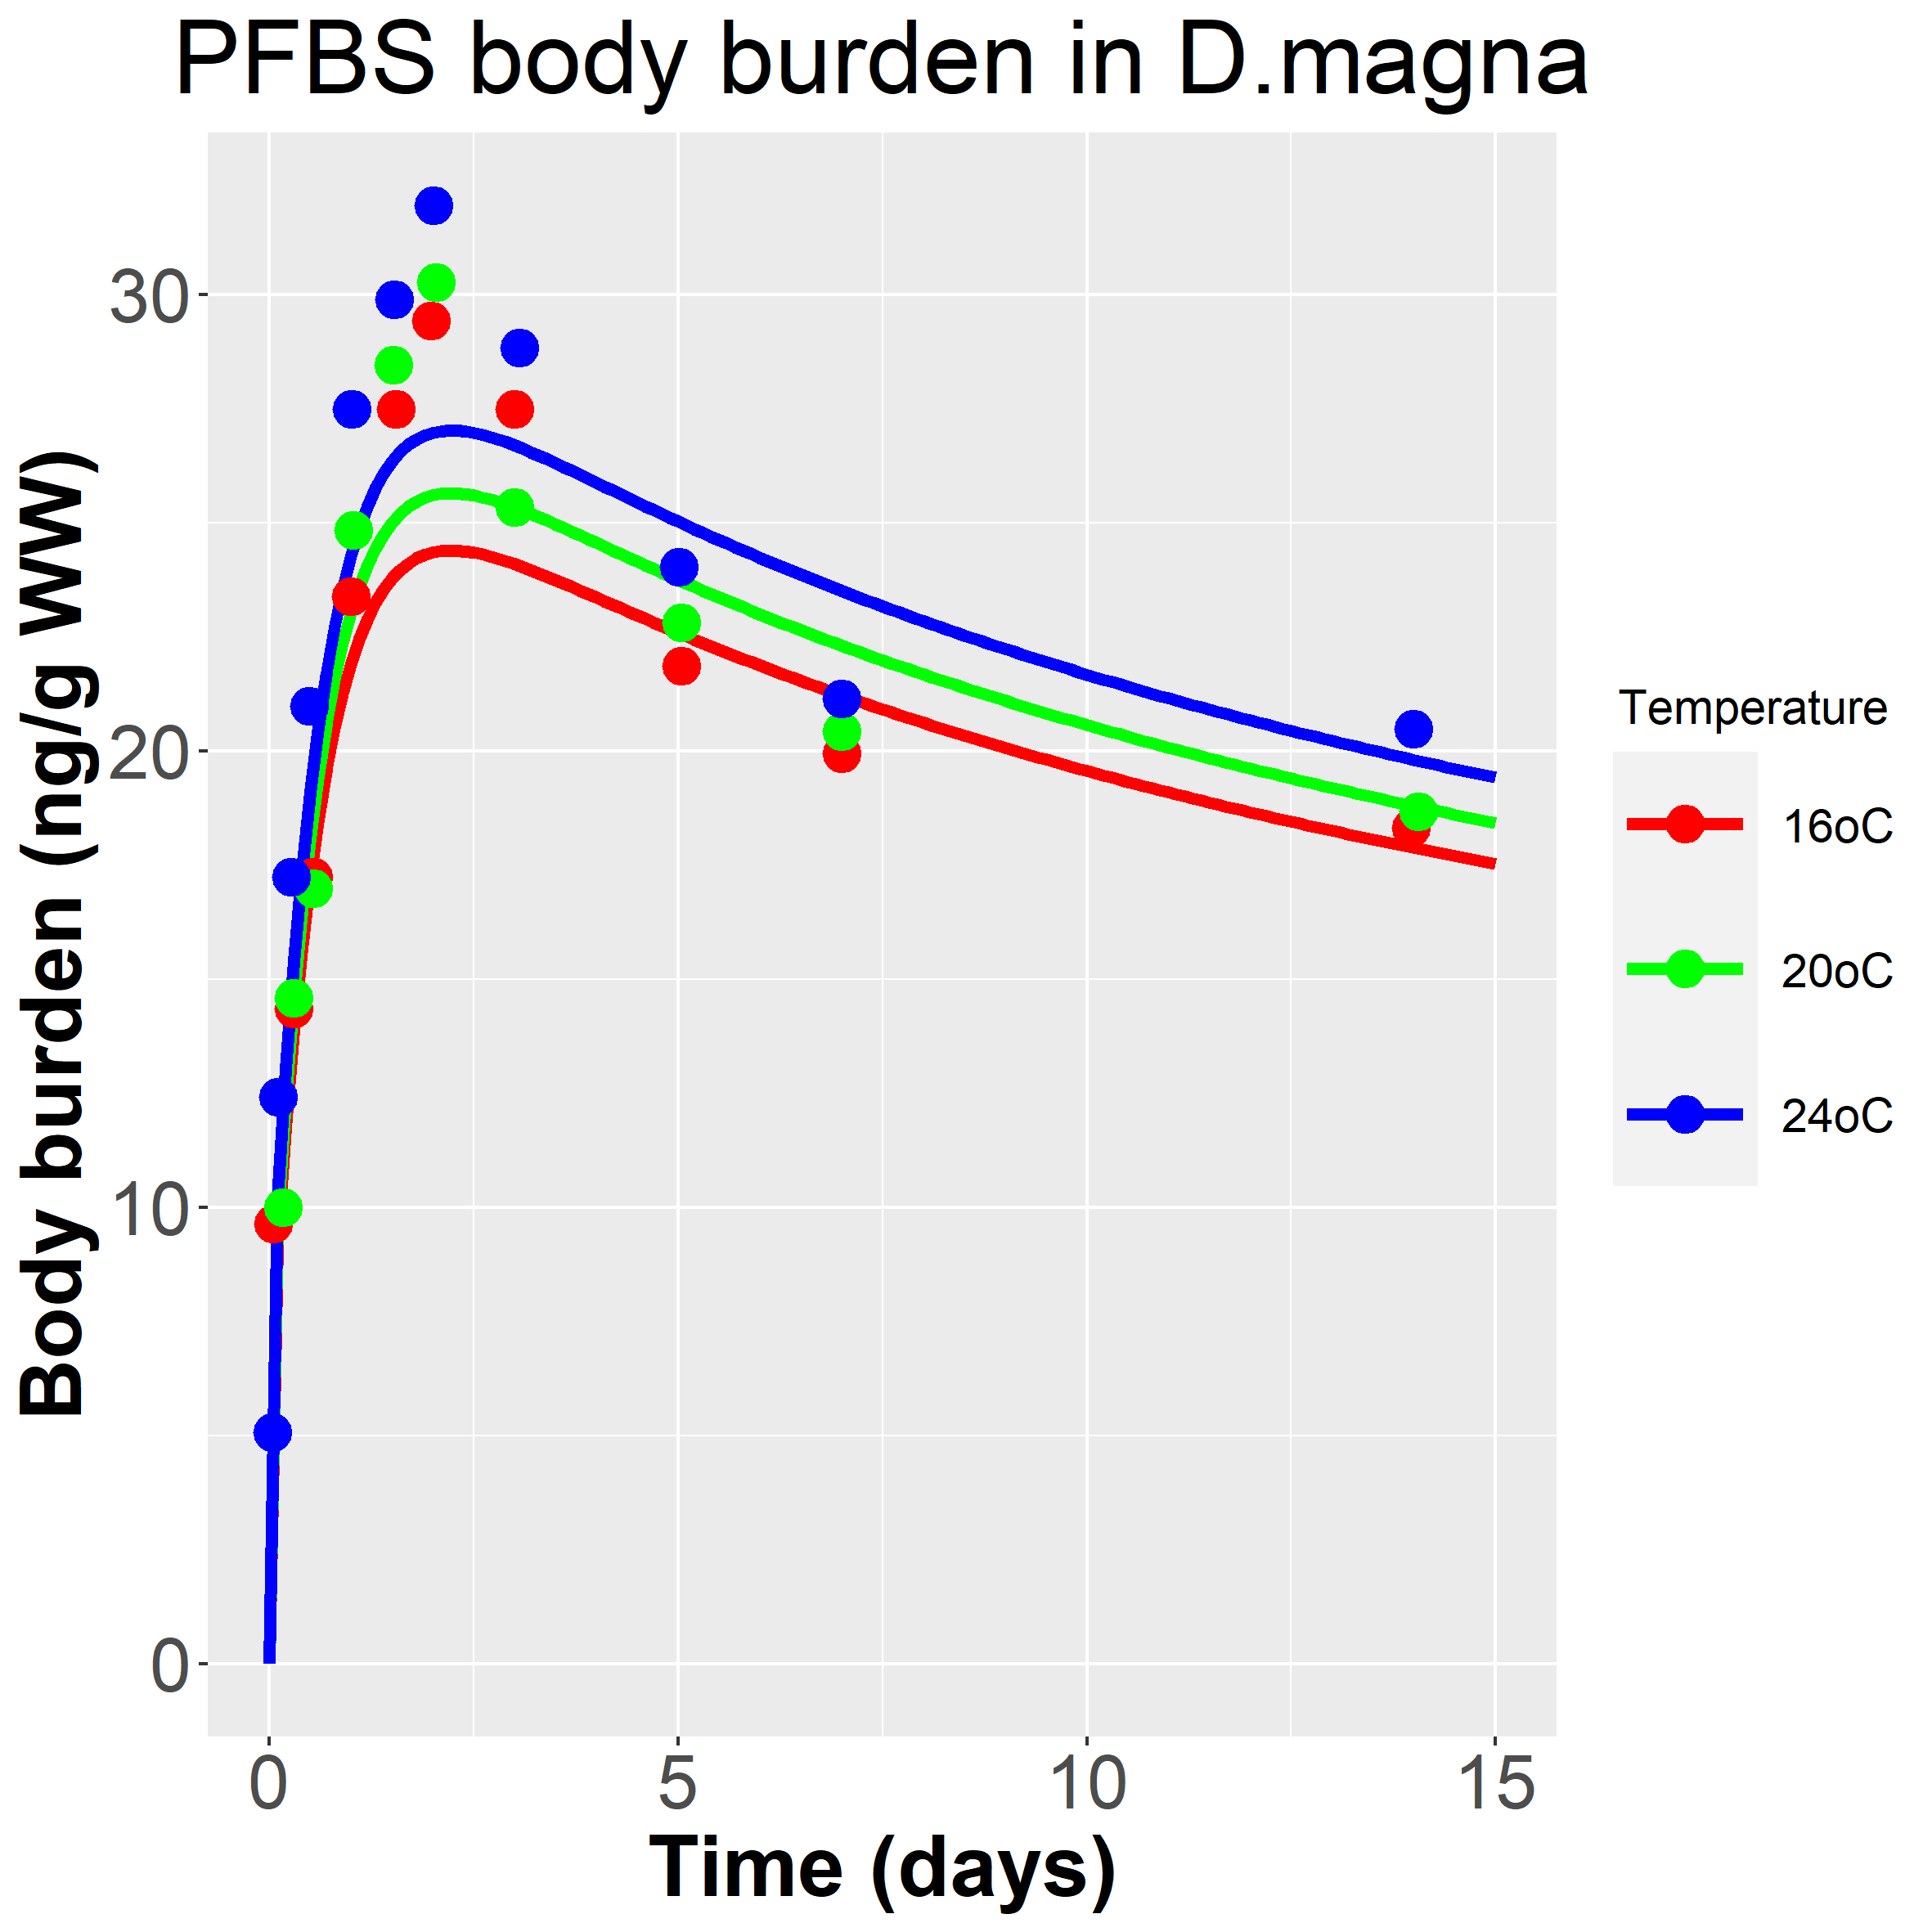 PFBS body burden in D.magna
Body burden (ng/g WW)
30
20
10
0
0 5 10 15
Time (days)
Temperature
16oC
20oC
24oC